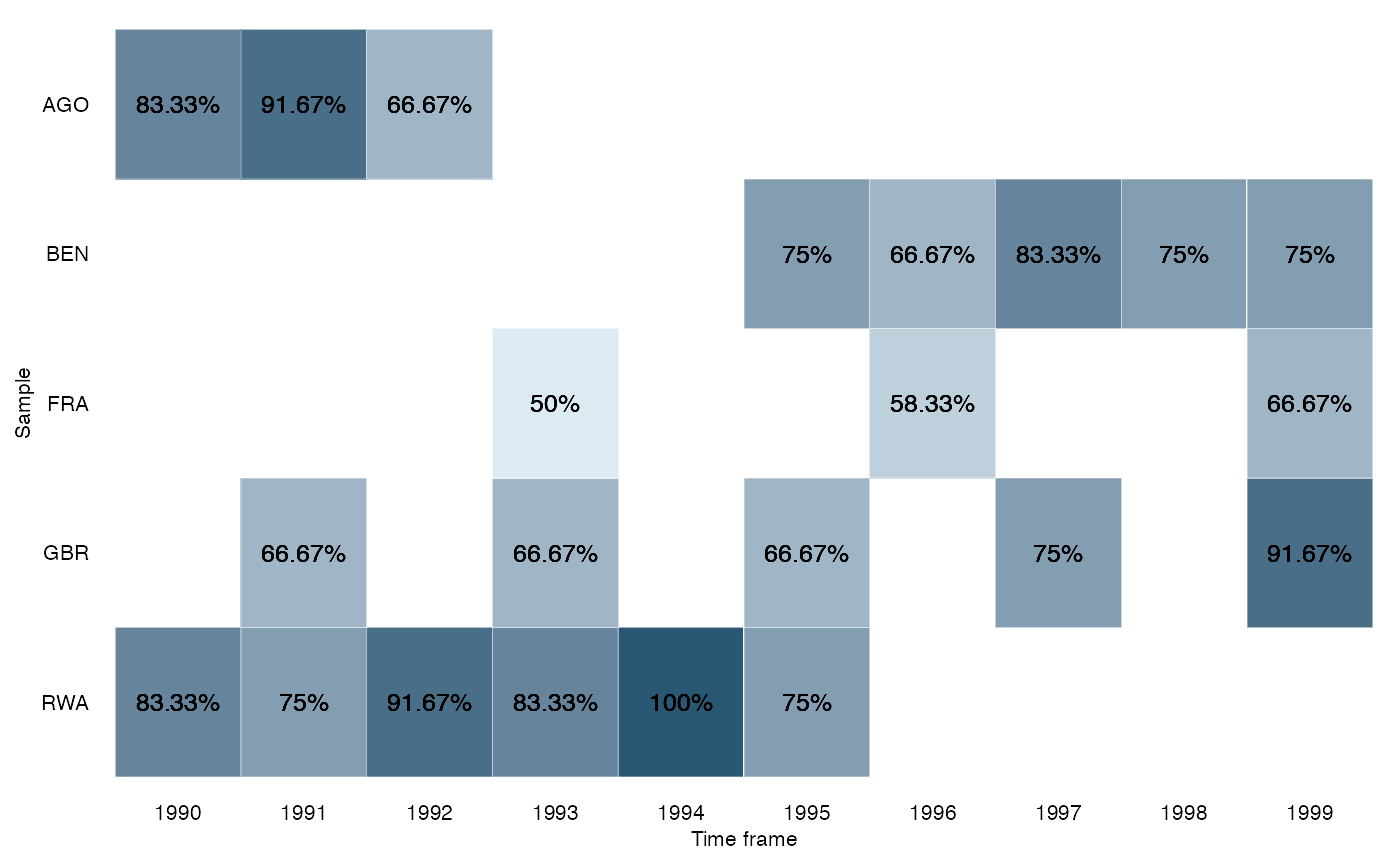 AGO 83.33% 91.67% 66.67%
BEN 75% 66.67% 83.33% 75% 75%
Sample
FRA 50% 58.33% 66.67%
GBR 66.67% 66.67% 66.67% 75% 91.67%
RWA 83.33% 75% 91.67% 83.33% 100% 75%
1990 1991 1992 1993 1994 1995 1996 1997 1998 1999
Time frame